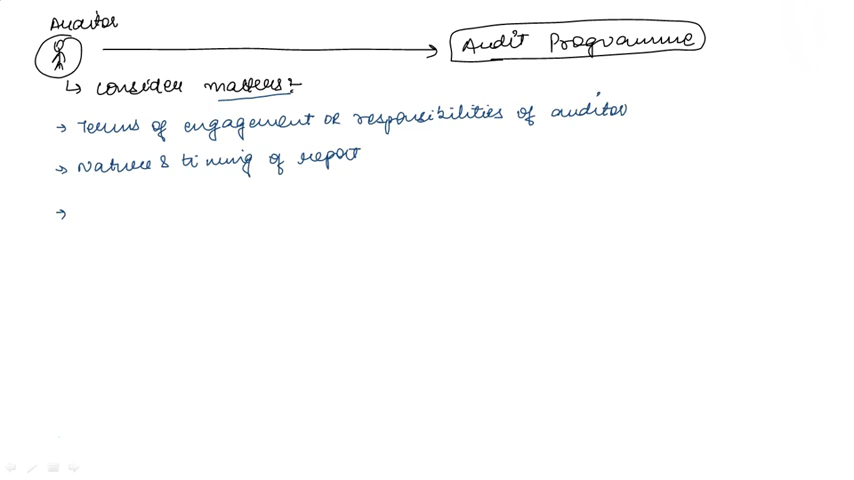 Auditor
Audit Programme
↳ consider matters:-
→ Terms of engagement OR responsibilities of auditor
→ Nature & timing of report
→